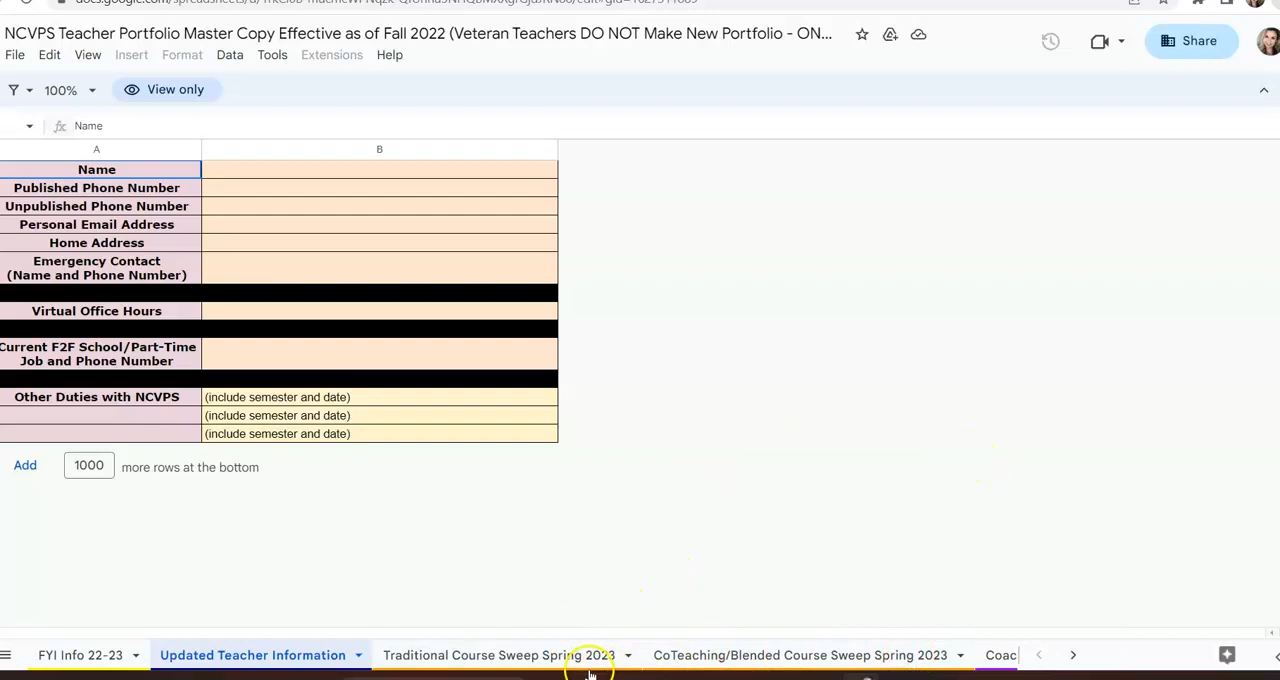 NCVPS Teacher Portfolio Master Copy Effective as of Fall 2022 (Veteran Teachers DO NOT Make New Portfolio - ON...
File Edit View Insert Format Data Tools Extensions Help
Share
100% View only
fx Name
A B
Name
Published Phone Number
Unpublished Phone Number
Personal Email Address
Home Address
Emergency Contact
(Name and Phone Number)
Virtual Office Hours
Current F2F School/Part-Time
Job and Phone Number
Other Duties with NCVPS (include semester and date)
(include semester and date)
(include semester and date)
Add 1000 more rows at the bottom
FYI Info 22-23 Updated Teacher Information Traditional Course Sweep Spring 2023 CoTeaching/Blended Course Sweep Spring 2023 Coac